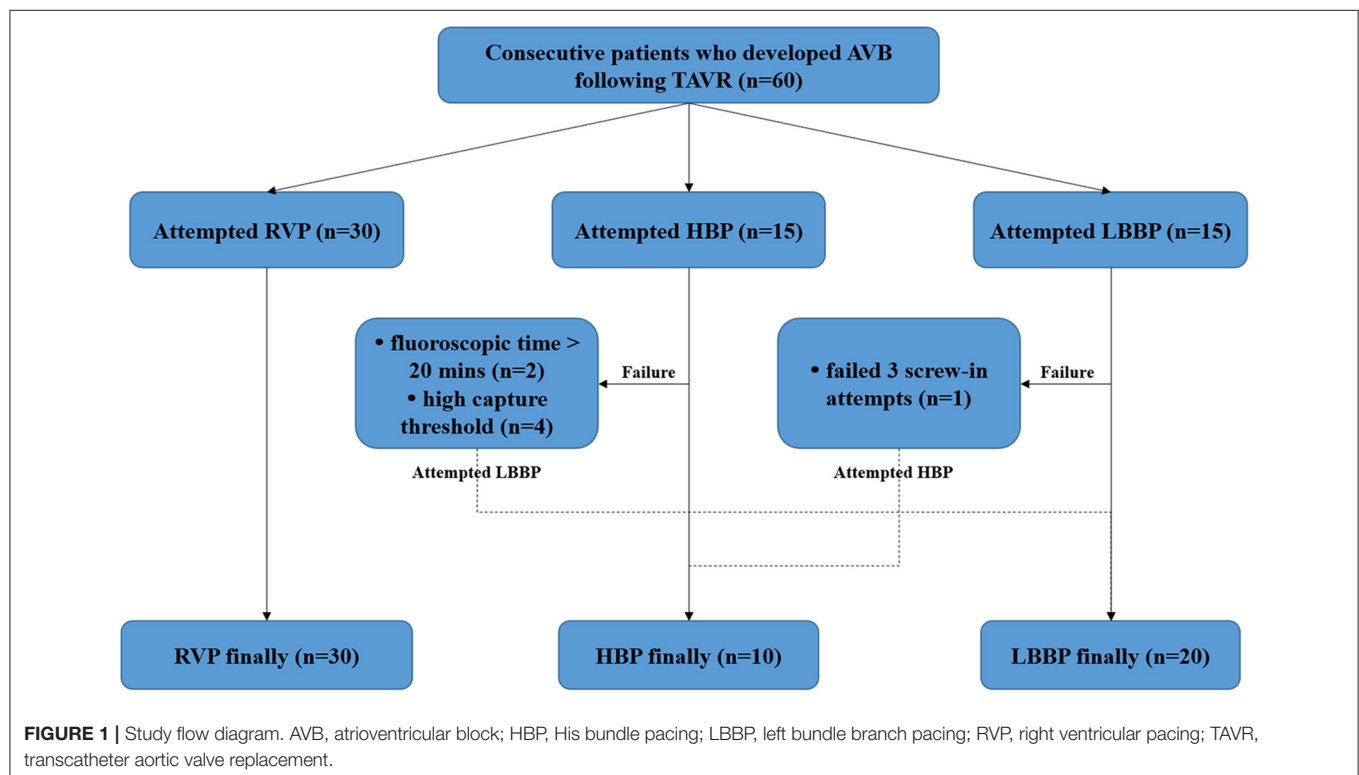 Consecutive patients who developed AVB
following TAVR (n=60)
Attempted RVP (n=30)
Attempted HBP (n=15)
Attempted LBBP (n=15)
• fluoroscopic time >
20 mins (n=2)
• high capture
threshold (n=4)
Failure
• failed 3 screw-in
attempts (n=1)
Failure
Attempted LBBP
Attempted HBP
RVP finally (n=30)
HBP finally (n=10)
LBBP finally (n=20)
FIGURE 1 | Study flow diagram. AVB, atrioventricular block; HBP, His bundle pacing; LBBP, left bundle branch pacing; RVP, right ventricular pacing; TAVR,
transcatheter aortic valve replacement.